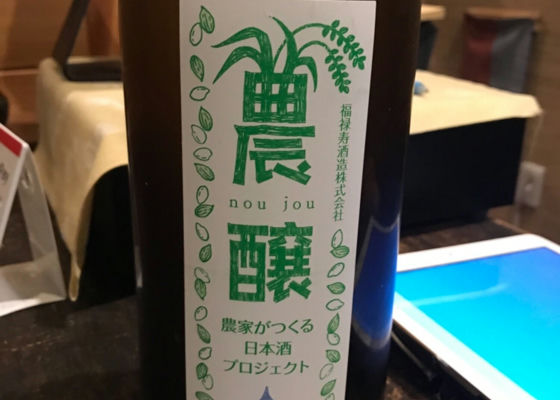 農
nou jou
醸
福禄寿酒造株式会社
農家がつくる
日本酒
プロジェクト